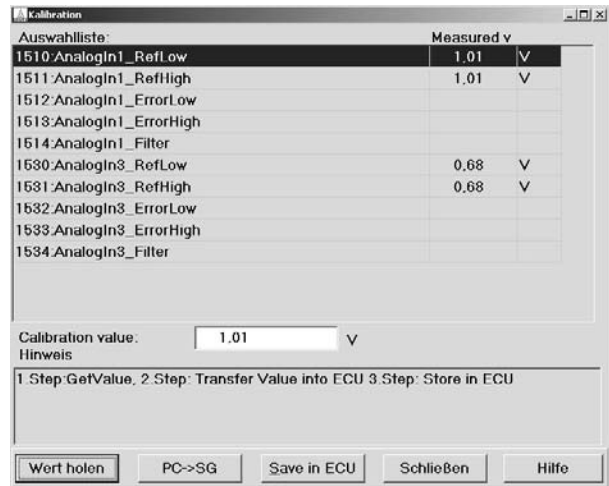 Kalibration
Auswahlliste: Measured v
1510:AnalogIn1_RefLow 1,01 V
1511:AnalogIn1_RefHigh 1,01 V
1512:AnalogIn1_ErrorLow
1513:AnalogIn1_ErrorHigh
1514:AnalogIn1_Filter
1530:AnalogIn3_RefLow 0,68 V
1531:AnalogIn3_RefHigh 0,68 V
1532:AnalogIn3_ErrorLow
1533:AnalogIn3_ErrorHigh
1534:AnalogIn3_Filter
Calibration value: 1,01 V
Hinweis
1.Step:GetValue, 2.Step: Transfer Value into ECU 3.Step: Store in ECU
Wert holen PC->SG Save in ECU Schließen Hilfe